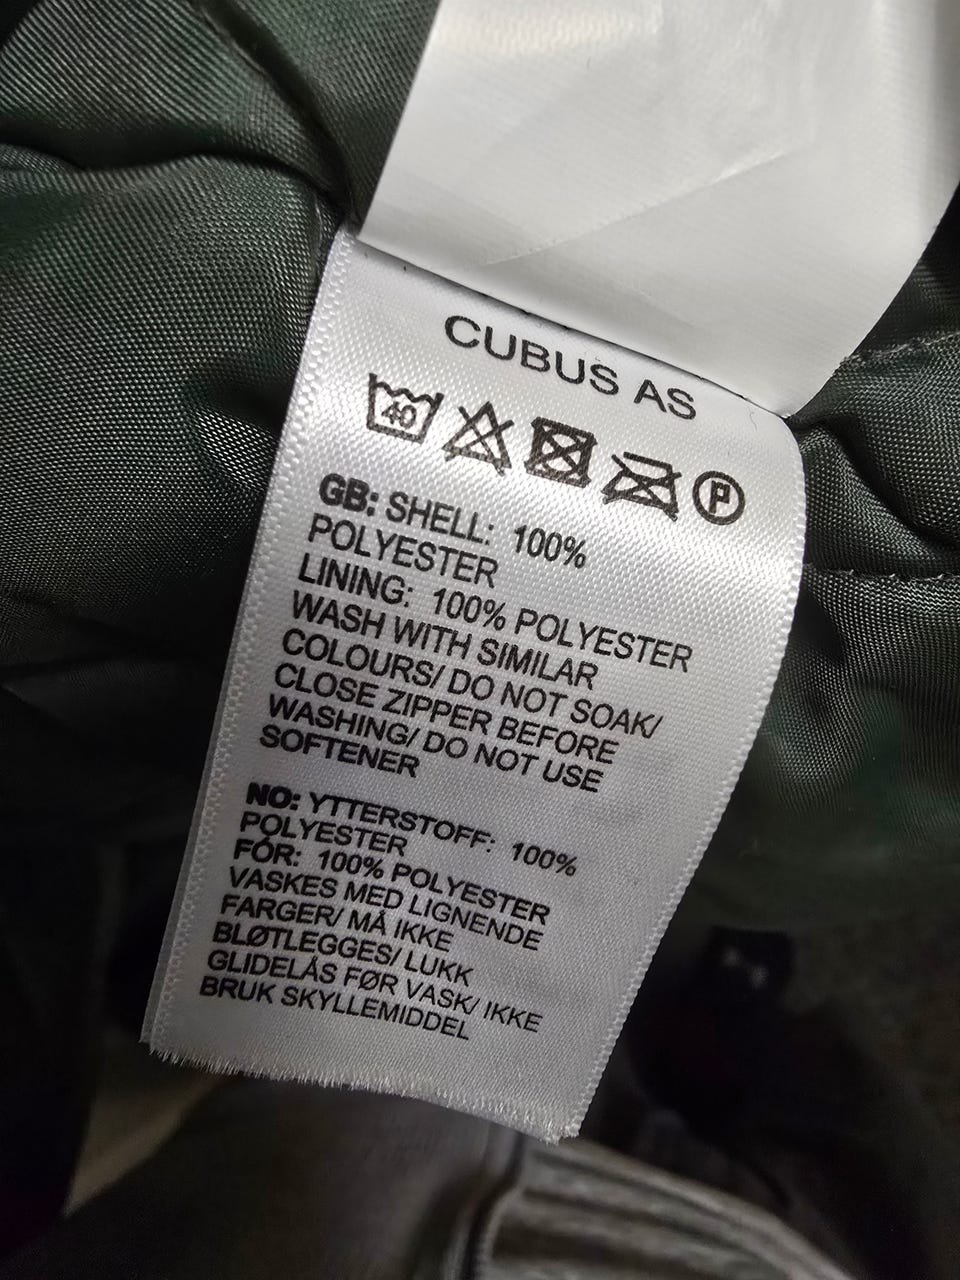 CUBUS AS
40 P
GB: SHELL: 100%
POLYESTER
LINING: 100% POLYESTER
WASH WITH SIMILAR
COLOURS/ DO NOT SOAK/
CLOSE ZIPPER BEFORE
WASHING/ DO NOT USE
SOFTENER
NO: YTTERSTOFF: 100%
POLYESTER
FÓR: 100% POLYESTER
VASKES MED LIGNENDE
FARGER/ MÅ IKKE
BLØTLEGGES/ LUKK
GLIDELÅS FØR VASK/ IKKE
BRUK SKYLLEMIDDEL